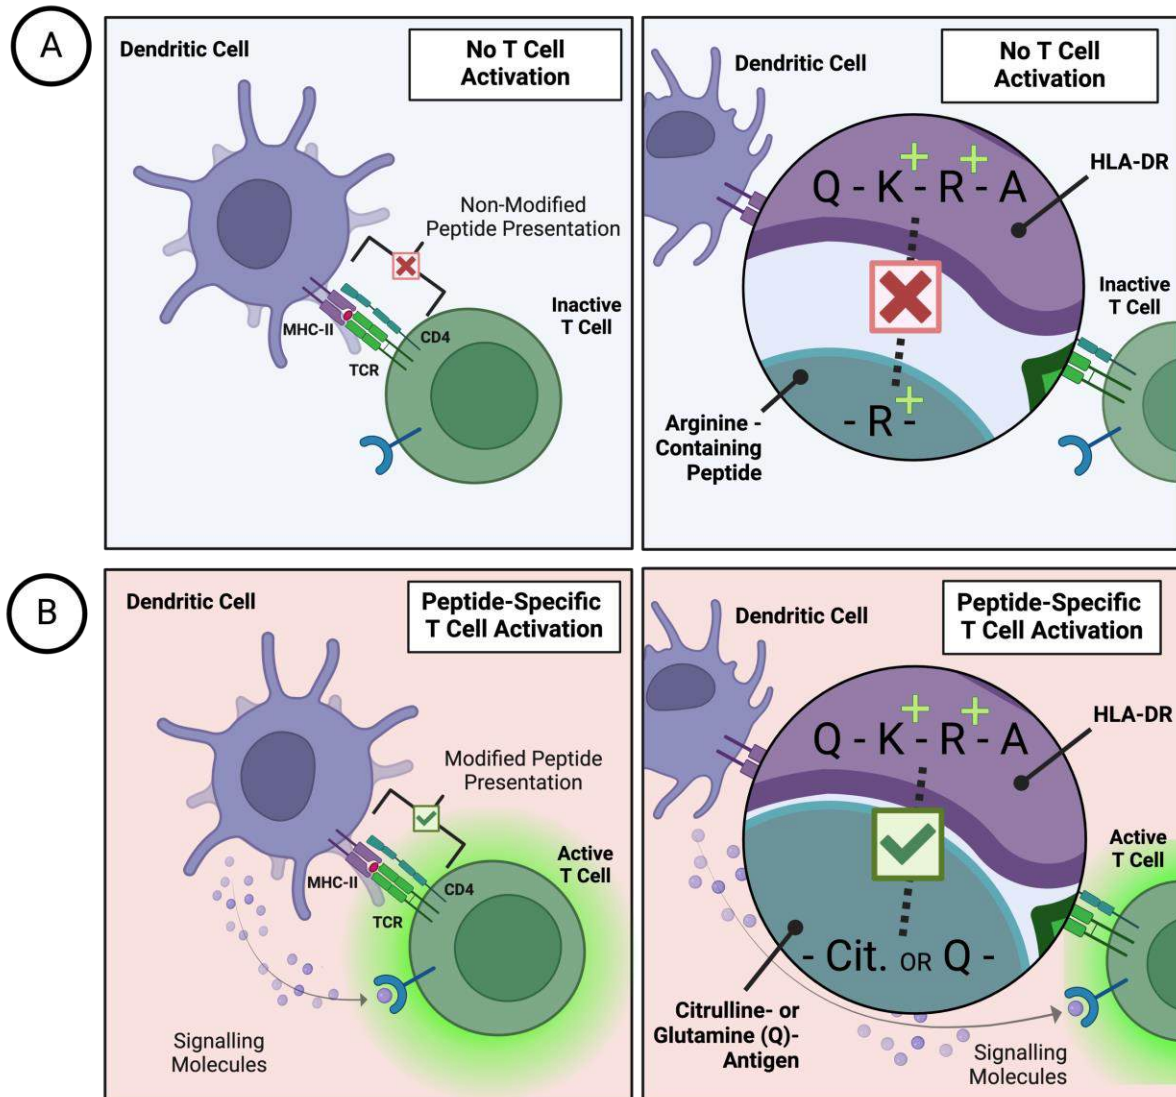 A
Dendritic Cell
No T Cell
Activation
Non-Modified
Peptide Presentation
Inactive
T Cell
MHC-II
CD4
TCR
Dendritic Cell
No T Cell
Activation
HLA-DR
+ +
Q - K - R - A
Inactive
T Cell
+
- R -
Arginine -
Containing
Peptide
B
Dendritic Cell
Peptide-Specific
T Cell Activation
Modified Peptide
Presentation
Active
T Cell
MHC-II
CD4
TCR
Signalling
Molecules
Dendritic Cell
Peptide-Specific
T Cell Activation
HLA-DR
+ +
Q - K - R - A
Active
T Cell
- Cit. OR Q -
Citrulline- or
Glutamine (Q)-
Antigen
Signalling
Molecules